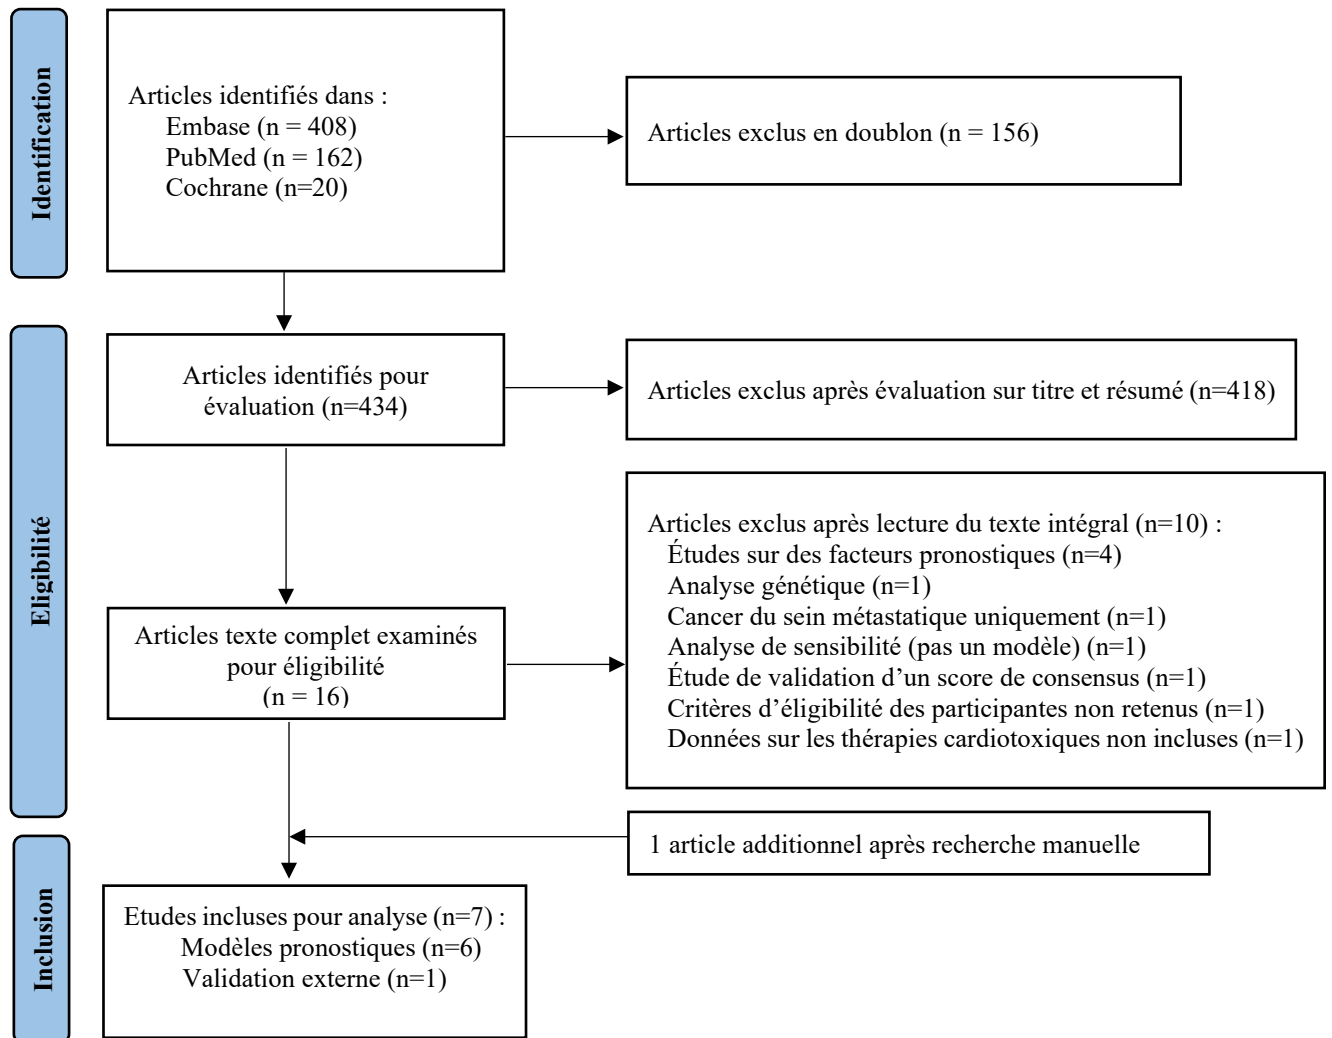 Identification
Articles identifiés dans :
Embase (n = 408)
PubMed (n = 162)
Cochrane (n=20)
Articles exclus en doublon (n = 156)
Eligibilité
Articles identifiés pour
évaluation (n=434)
Articles exclus après évaluation sur titre et résumé (n=418)
Articles texte complet examinés
pour éligibilité
(n = 16)
Articles exclus après lecture du texte intégral (n=10) :
Études sur des facteurs pronostiques (n=4)
Analyse génétique (n=1)
Cancer du sein métastatique uniquement (n=1)
Analyse de sensibilité (pas un modèle) (n=1)
Étude de validation d’un score de consensus (n=1)
Critères d’éligibilité des participantes non retenus (n=1)
Données sur les thérapies cardiotoxiques non incluses (n=1)
1 article additionnel après recherche manuelle
Inclusion
Etudes incluses pour analyse (n=7) :
Modèles pronostiques (n=6)
Validation externe (n=1)